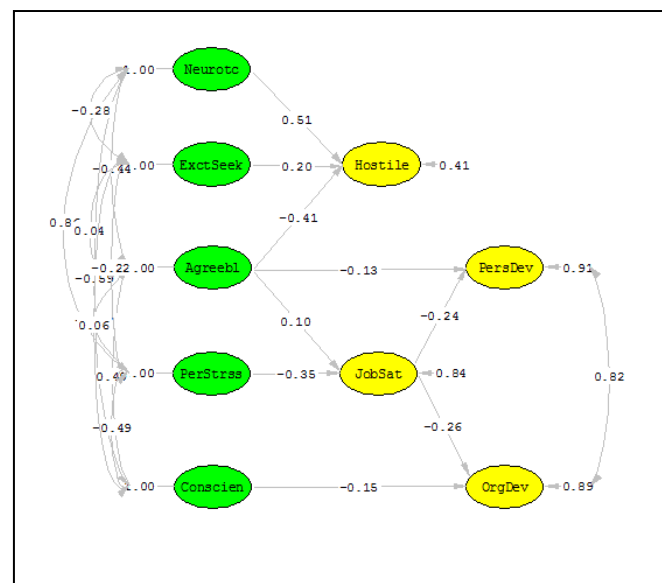 1.00 Neurotc
-0.28 0.51
1.00 ExctSeek 0.20 Hostile 0.41
-0.44
0.04 -0.41
-0.22 1.00 Agreebl -0.13 PersDev 0.91
-0.59
0.06 0.10 -0.24
1.00 PerStrss -0.35 JobSat 0.84 0.82
-0.49 -0.26
1.00 Conscien -0.15 OrgDev 0.89